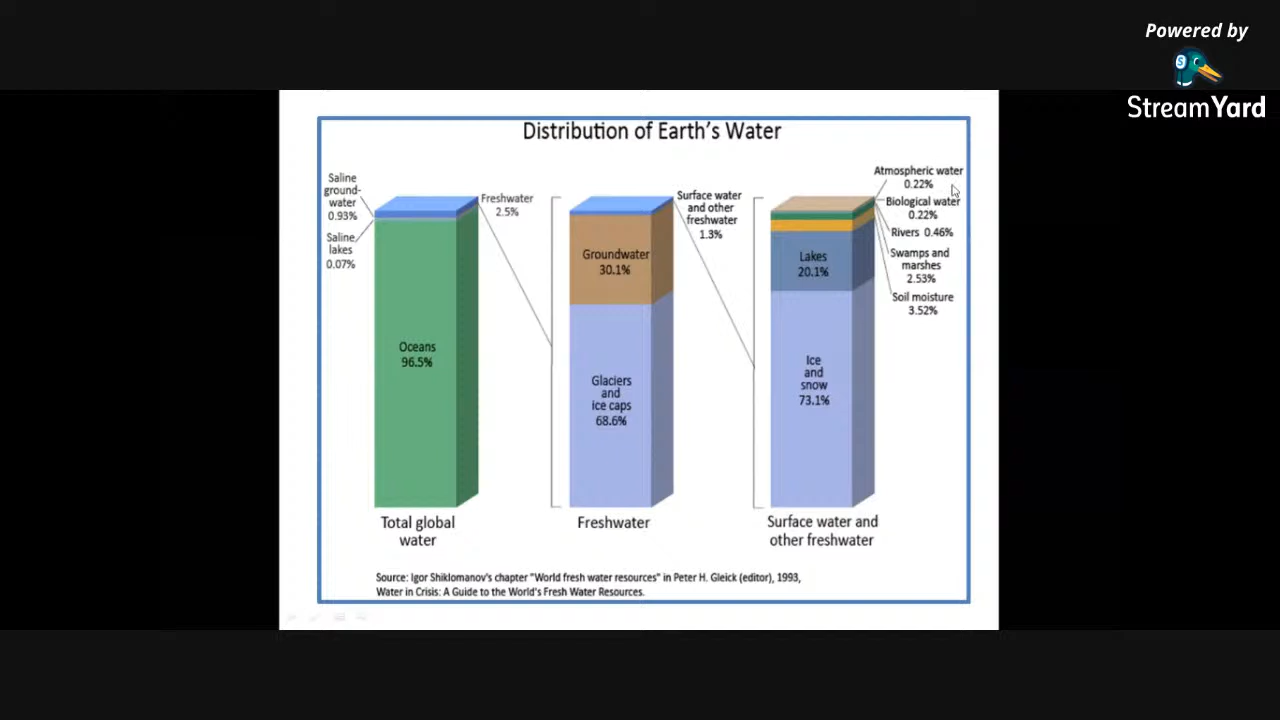 Powered by
StreamYard
Distribution of Earth's Water
Saline
ground-
water
0.93%
Saline
lakes
0.07%
Freshwater
2.5%
Oceans
96.5%
Total global
water
Surface water
and other
freshwater
1.3%
Groundwater
30.1%
Glaciers
and
ice caps
68.6%
Freshwater
Atmospheric water
0.22%
Biological water
0.22%
Rivers 0.46%
Swamps and
marshes
2.53%
Soil moisture
3.52%
Lakes
20.1%
Ice
and
snow
73.1%
Surface water and
other freshwater
Source: Igor Shiklomanov's chapter "World fresh water resources" in Peter H. Gleick (editor), 1993,
Water in Crisis: A Guide to the World's Fresh Water Resources.